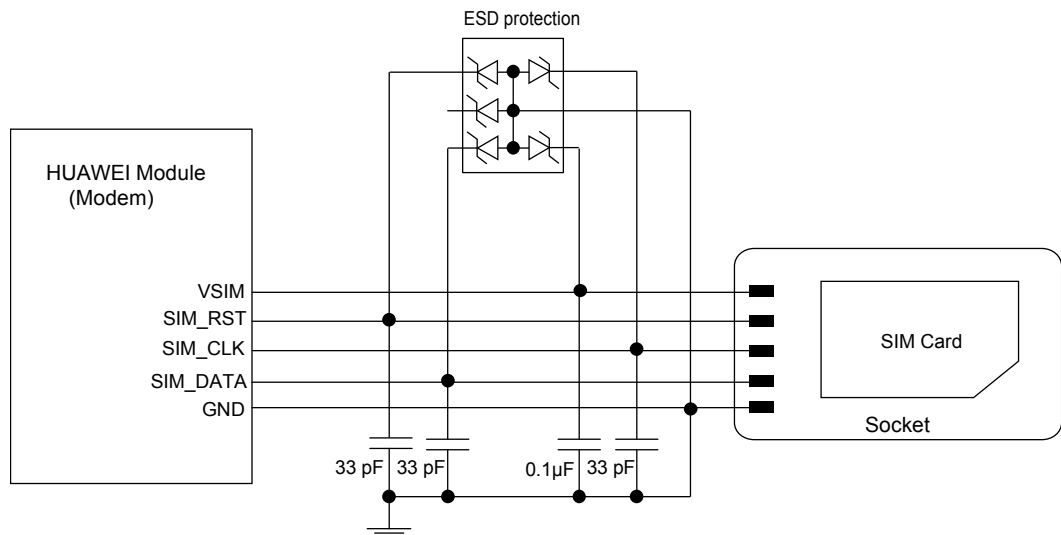 ESD protection
HUAWEI Module
(Modem)
VSIM
SIM_RST
SIM_CLK
SIM_DATA
GND
SIM Card
Socket
33 pF
33 pF
0.1μF
33 pF